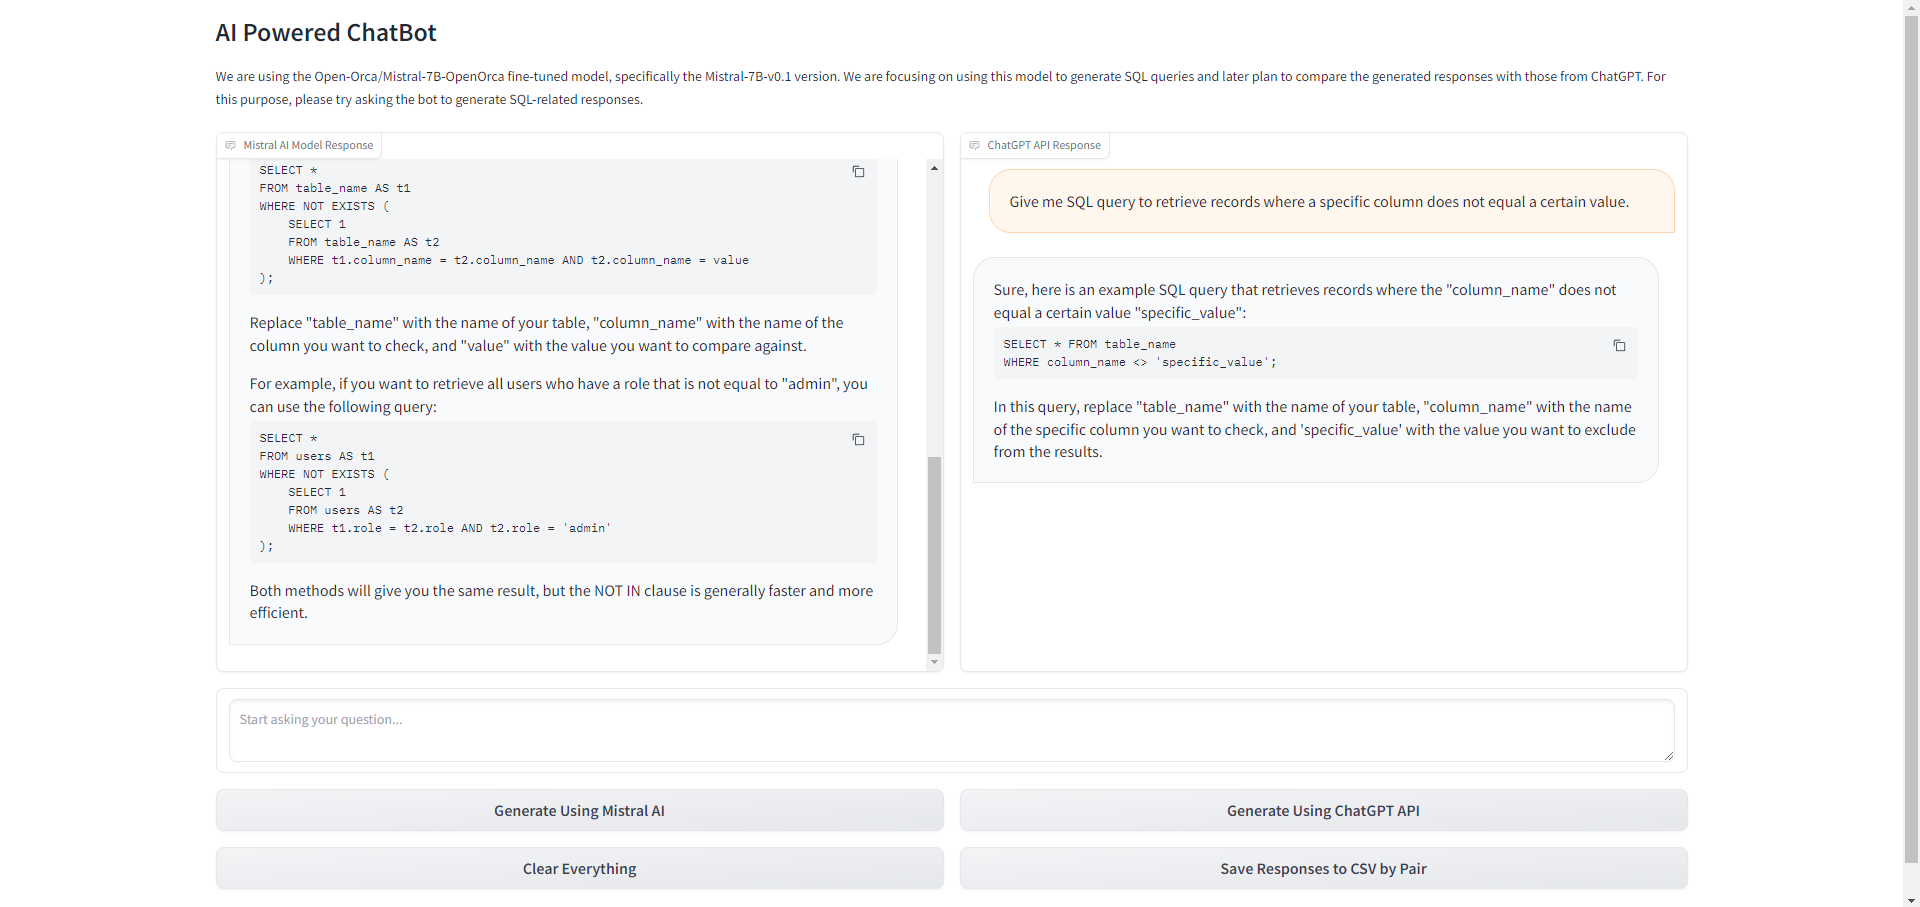 AI Powered ChatBot
We are using the Open-Orca/Mistral-7B-OpenOrca fine-tuned model, specifically the Mistral-7B-v0.1 version. We are focusing on using this model to generate SQL queries and later plan to compare the generated responses with those from ChatGPT. For
this purpose, please try asking the bot to generate SQL-related responses.
Mistral AI Model Response
SELECT *
FROM table_name AS t1
WHERE NOT EXISTS (
    SELECT 1
    FROM table_name AS t2
    WHERE t1.column_name = t2.column_name AND t2.column_name = value
);
Replace "table_name" with the name of your table, "column_name" with the name of the
column you want to check, and "value" with the value you want to compare against.
For example, if you want to retrieve all users who have a role that is not equal to "admin", you
can use the following query:
SELECT *
FROM users AS t1
WHERE NOT EXISTS (
    SELECT 1
    FROM users AS t2
    WHERE t1.role = t2.role AND t2.role = 'admin'
);
Both methods will give you the same result, but the NOT IN clause is generally faster and more
efficient.
ChatGPT API Response
Give me SQL query to retrieve records where a specific column does not equal a certain value.
Sure, here is an example SQL query that retrieves records where the "column_name" does not
equal a certain value "specific_value":
SELECT * FROM table_name
WHERE column_name <> 'specific_value';
In this query, replace "table_name" with the name of your table, "column_name" with the name
of the specific column you want to check, and 'specific_value' with the value you want to exclude
from the results.
Start asking your question...
Generate Using Mistral AI
Generate Using ChatGPT API
Clear Everything
Save Responses to CSV by Pair